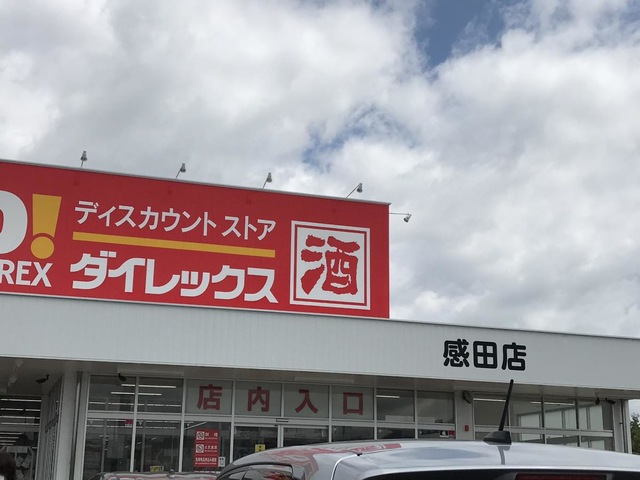 ディスカウント ストア
!
REX
ダイレックス
酒
感田店
店内入口